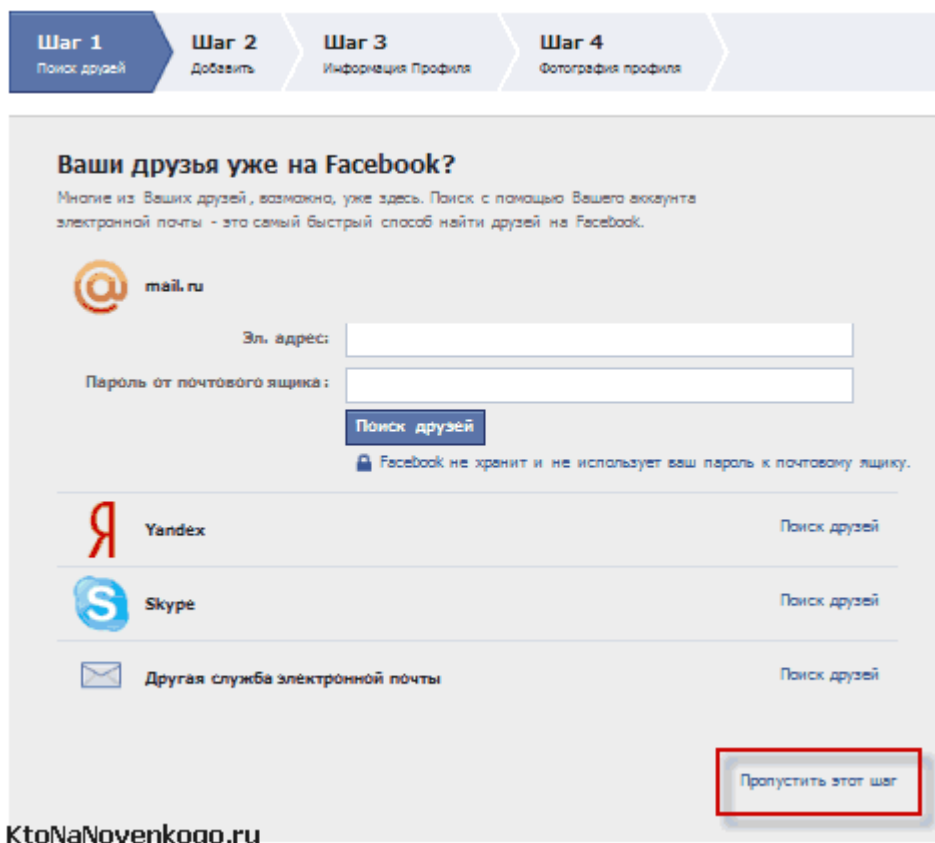 Шаг 1
Поиск друзей
Шаг 2
Добавить
Шаг 3
Информация Профиля
Шаг 4
Фотография профиля
Ваши друзья уже на Facebook?
Многие из Ваших друзей, возможно, уже здесь. Поиск с помощью Вашего аккаунта
электронной почты - это самый быстрый способ найти друзей на Facebook.
mail.ru
Эл. адрес:
Пароль от почтового ящика:
Поиск друзей
Facebook не хранит и не использует ваш пароль к почтовому ящику.
Yandex
Поиск друзей
Skype
Поиск друзей
Другая служба электронной почты
Поиск друзей
Пропустить этот шаг
KtoNaNovenkogo.ru